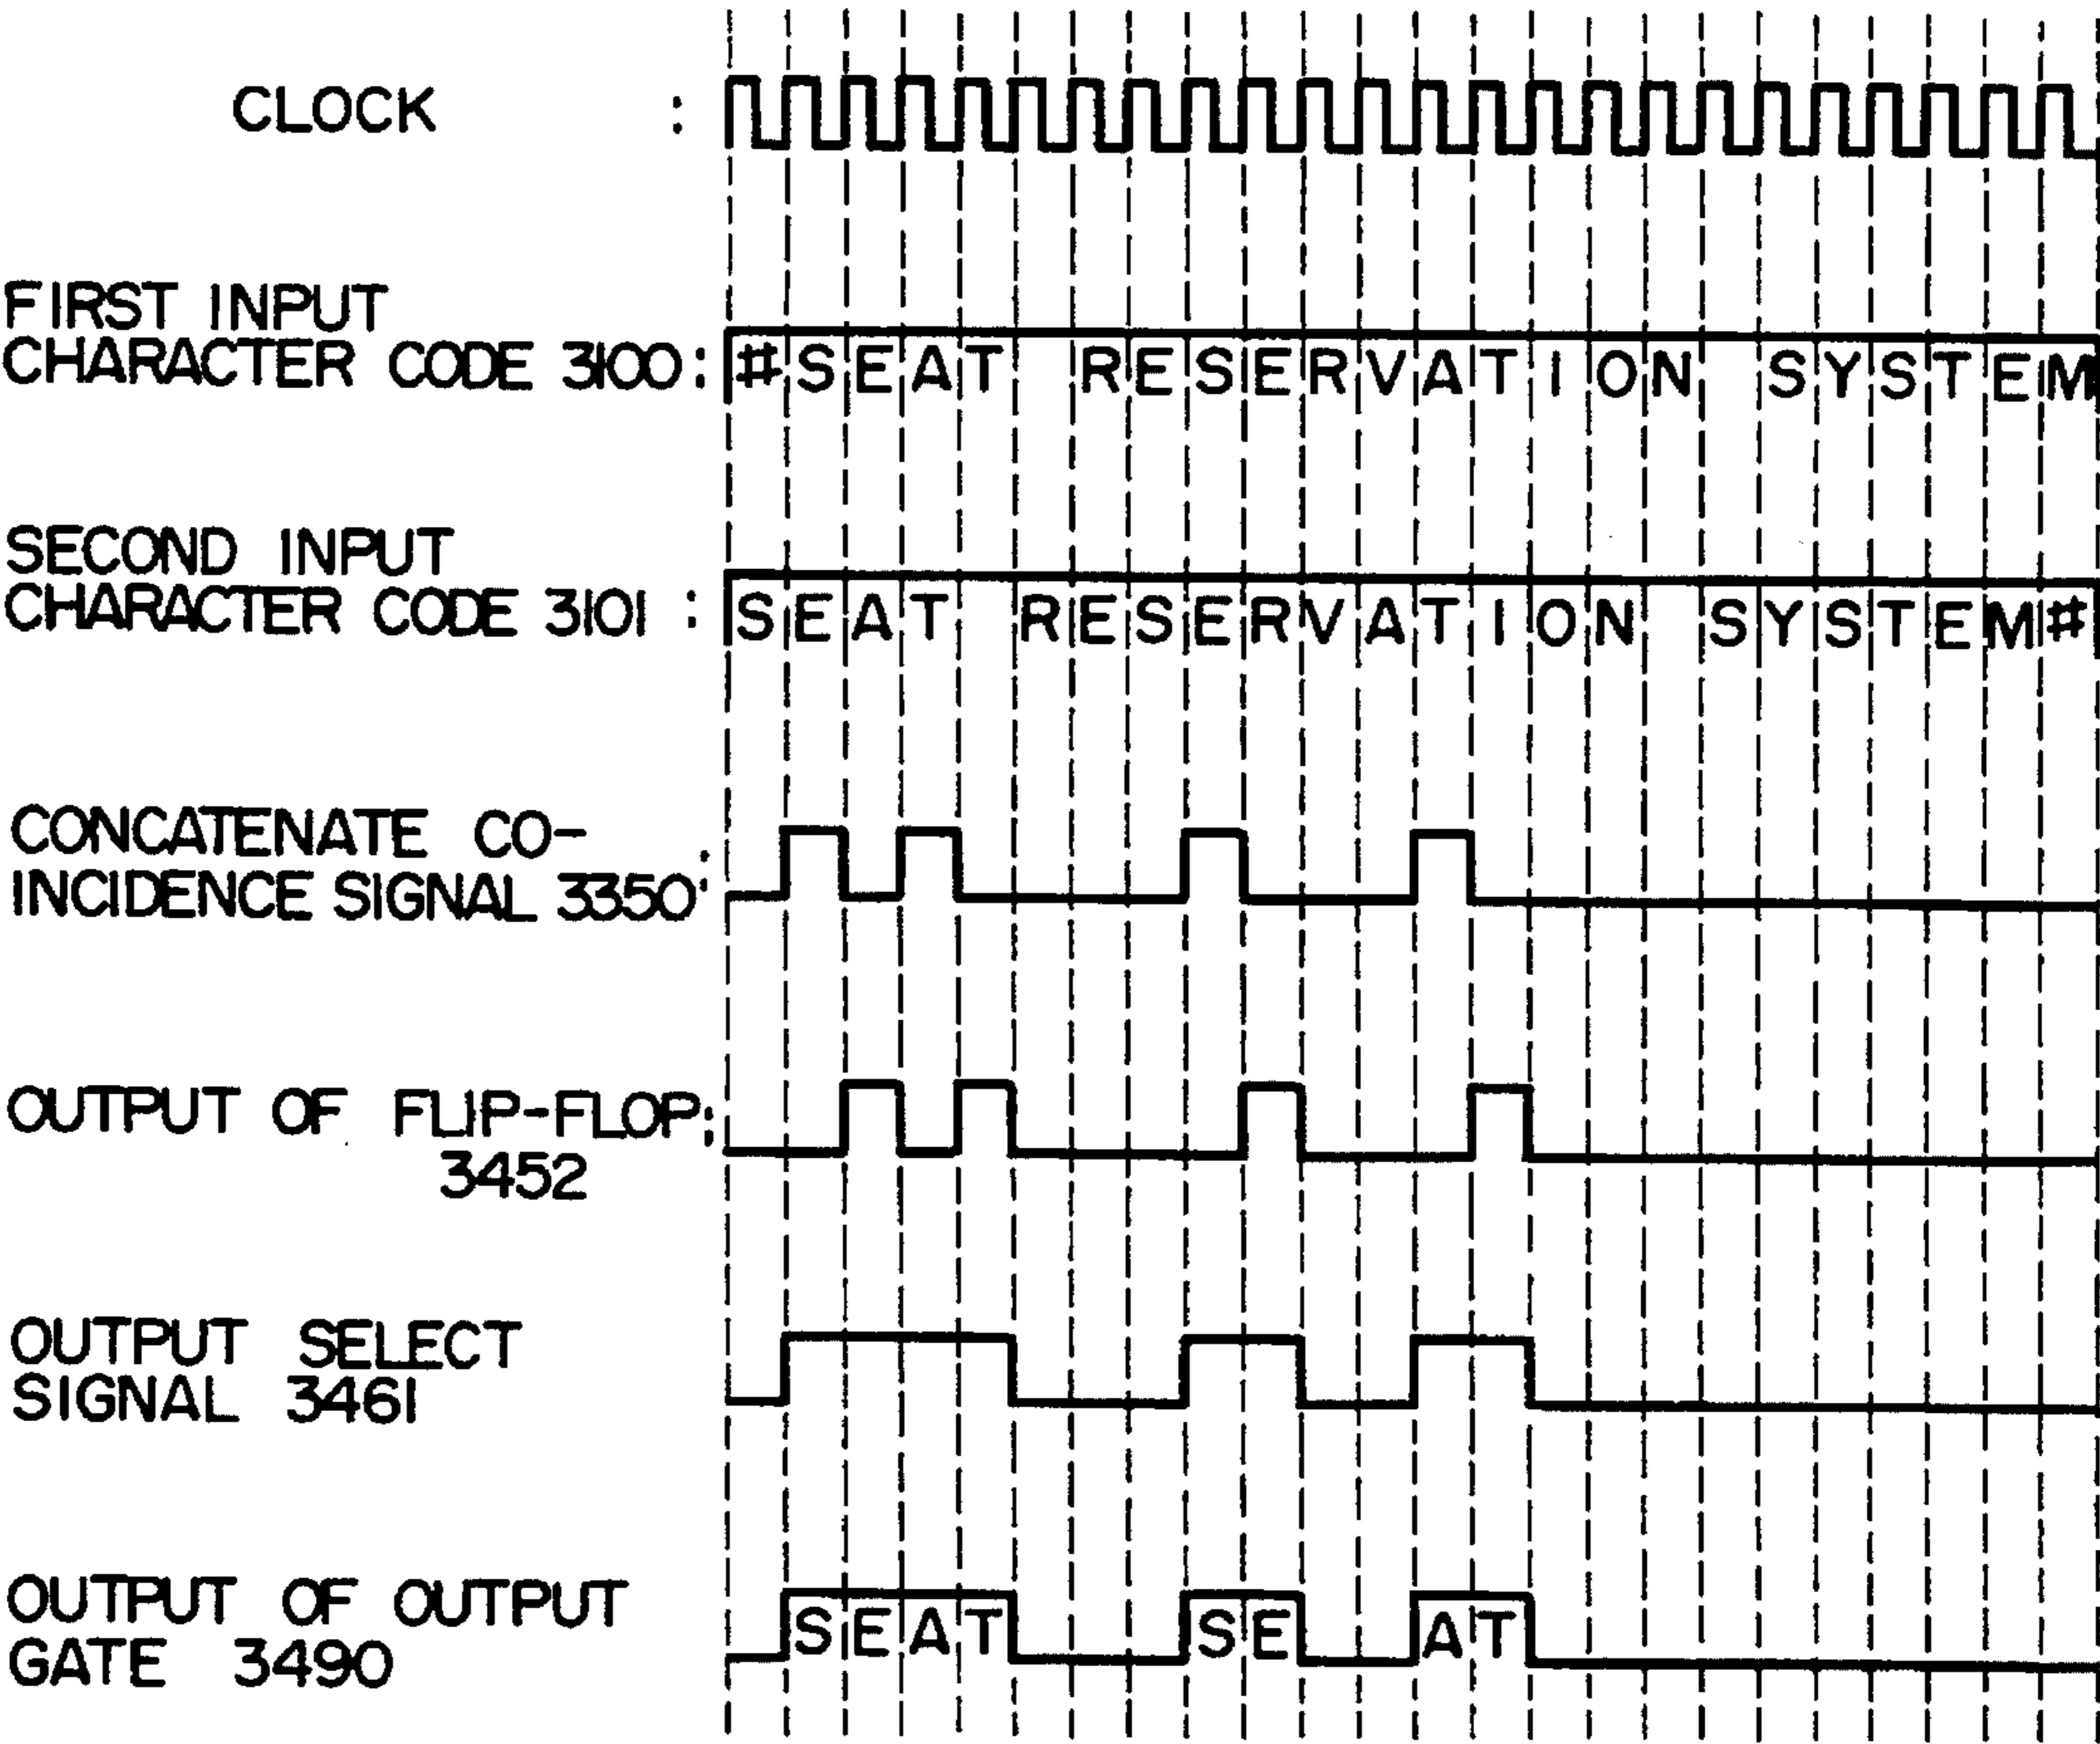 CLOCK :
FIRST INPUT
CHARACTER CODE 3100: #SEAT RESERVATION SYSTEM
SECOND INPUT
CHARACTER CODE 3101 : SEAT RESERVATION SYSTEM#
CONCATENATE CO-
INCIDENCE SIGNAL 3350:
OUTPUT OF FLIP-FLOP:
3452
OUTPUT SELECT
SIGNAL 3461
OUTPUT OF OUTPUT
GATE 3490 SEAT SE AT